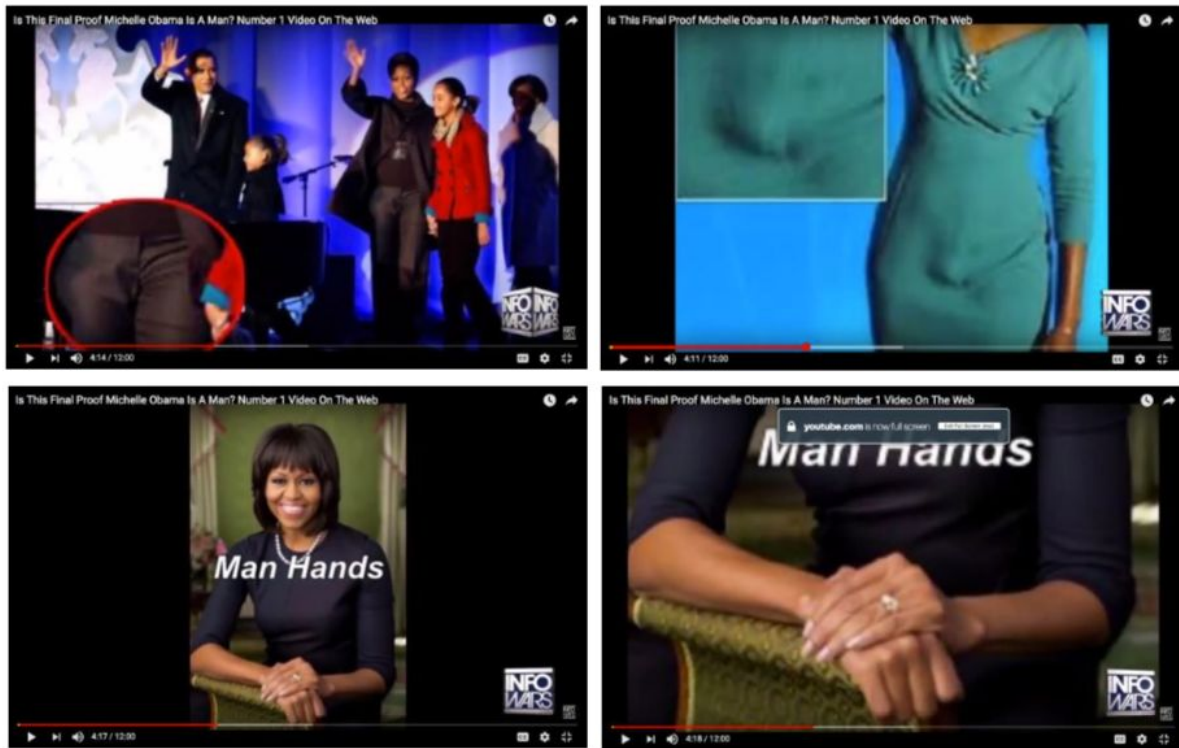 Is This Final Proof Michelle Obama Is A Man? Number 1 Video On The Web
INFO
WARS
INFO
WARS
4:14 / 12:00
Is This Final Proof Michelle Obama Is A Man? Number 1 Video On The Web
INFO
WARS
4:11 / 12:00
Is This Final Proof Michelle Obama Is A Man? Number 1 Video On The Web
Man Hands
INFO
WARS
4:17 / 12:00
Is This Final Proof Michelle Obama Is A Man? Number 1 Video On The Web
youtube.com is now full screen
Man Hands
INFO
WARS
4:18 / 12:00